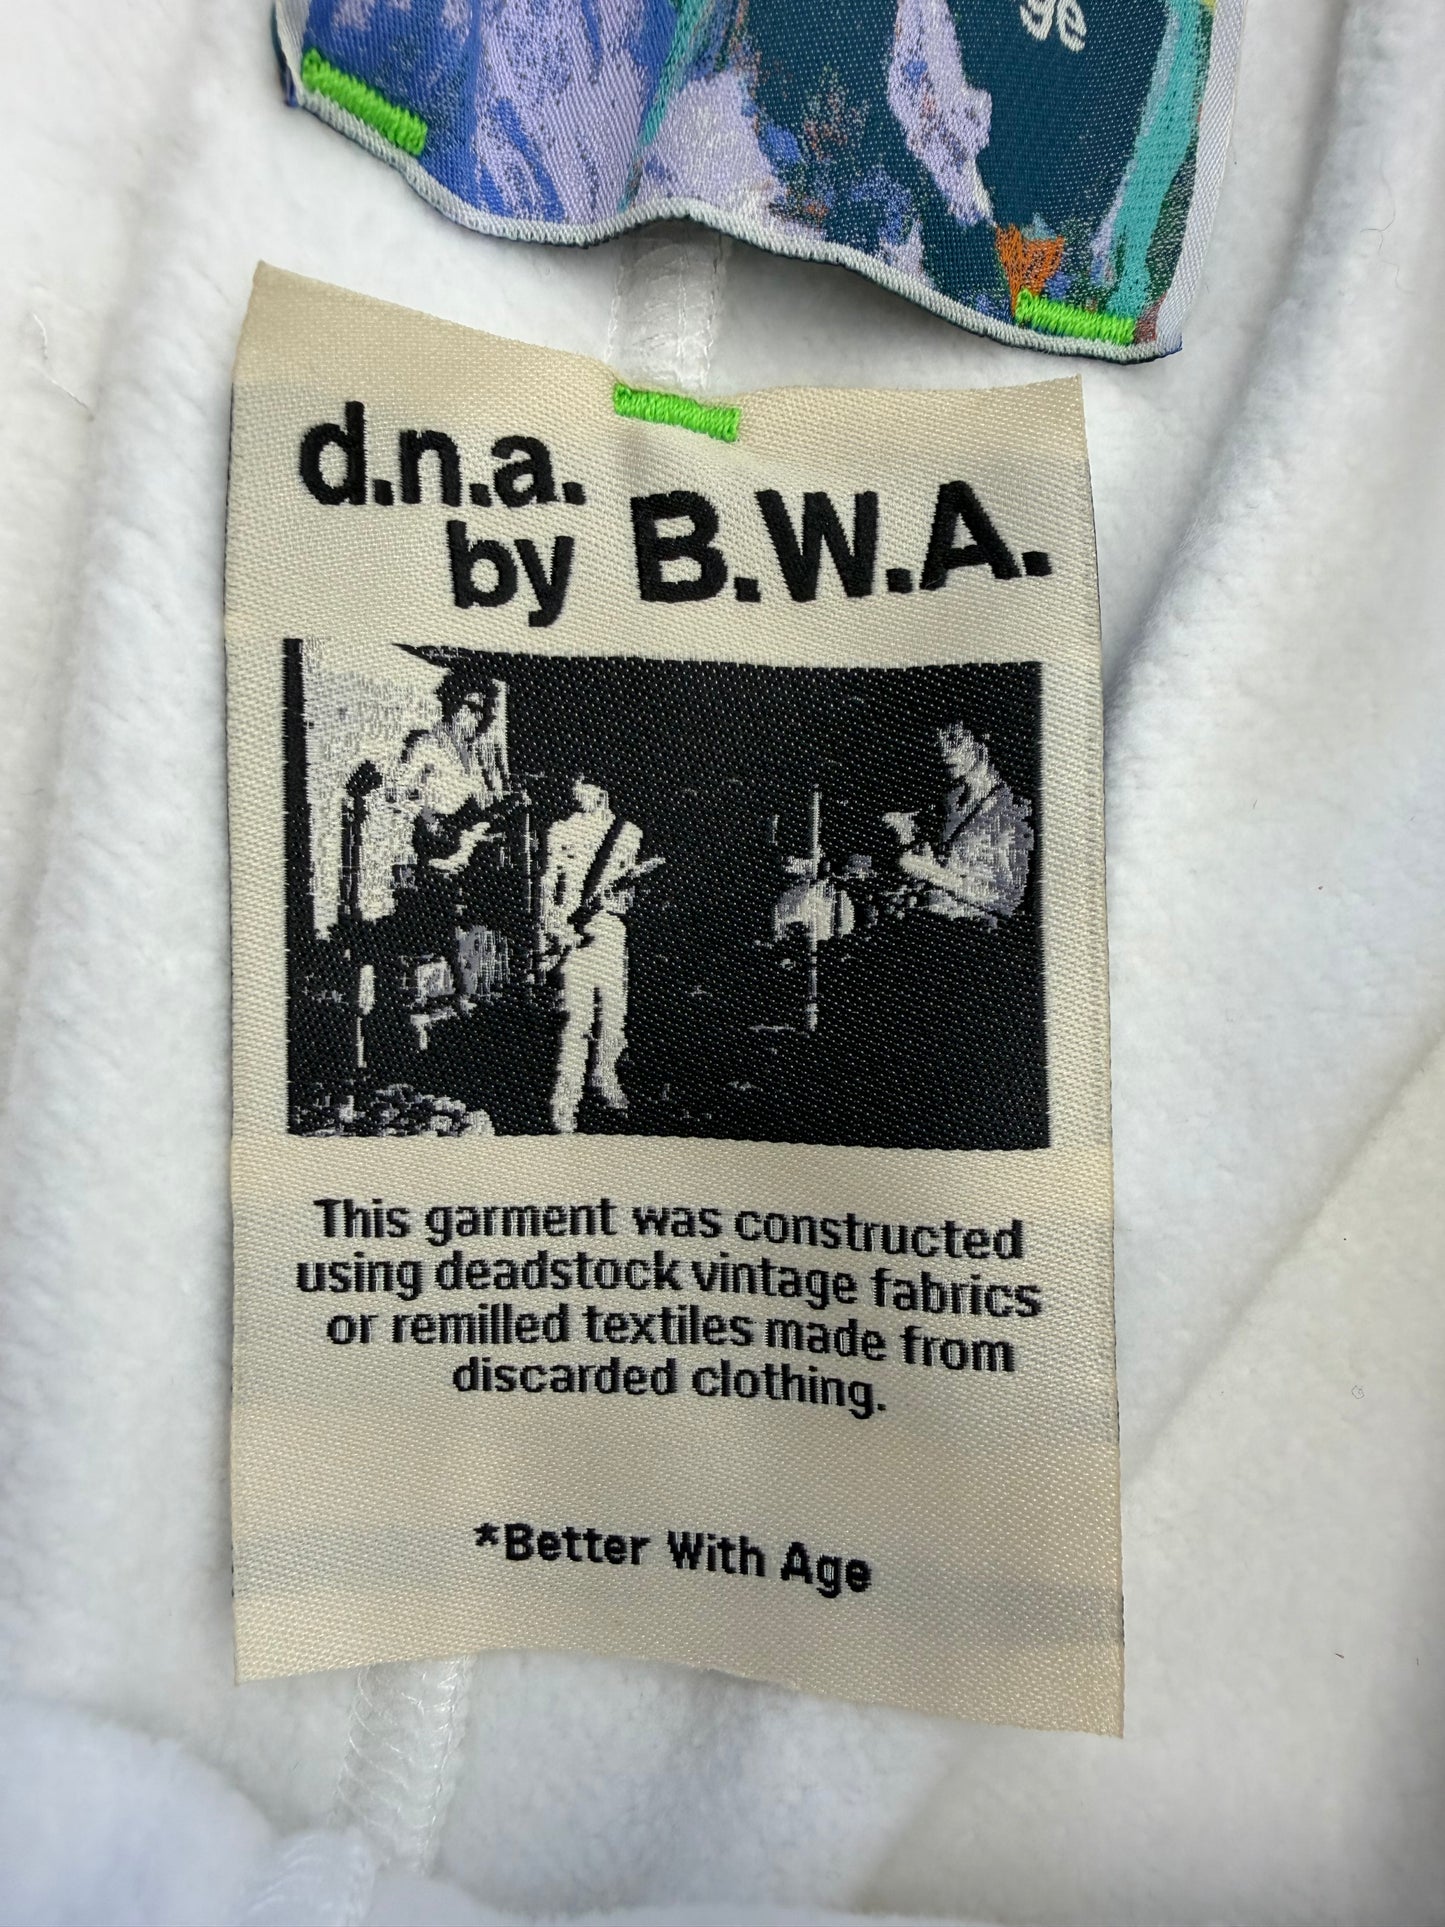 ge
d.n.a.
by B.W.A.
This garment was constructed
using deadstock vintage fabrics
or remilled textiles made from
discarded clothing.
*Better With Age